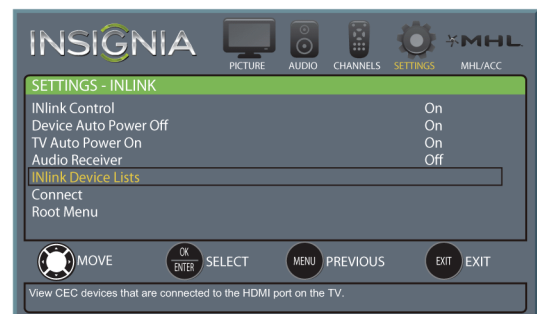 INSIGNIA
PICTURE AUDIO CHANNELS SETTINGS MHL MHL/ACC
SETTINGS - INLINK
INlink Control On
Device Auto Power Off On
TV Auto Power On On
Audio Receiver Off
INlink Device Lists
Connect
Root Menu
MOVE OK ENTER SELECT MENU PREVIOUS EXIT EXIT
View CEC devices that are connected to the HDMI port on the TV.